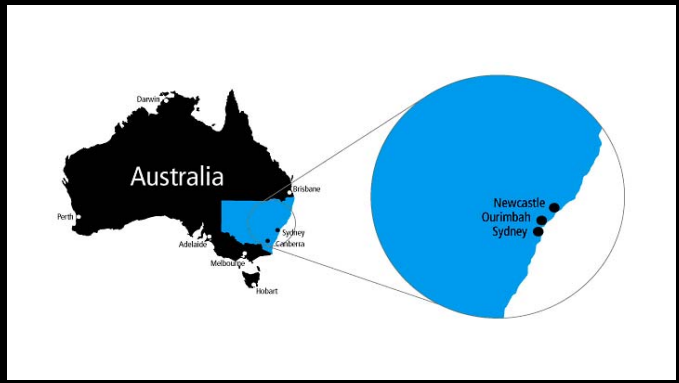 Darwin
Australia
Brisbane
Perth
Sydney
Adelaide
Canberra
Melbourne
Hobart
Newcastle
Ourimbah
Sydney